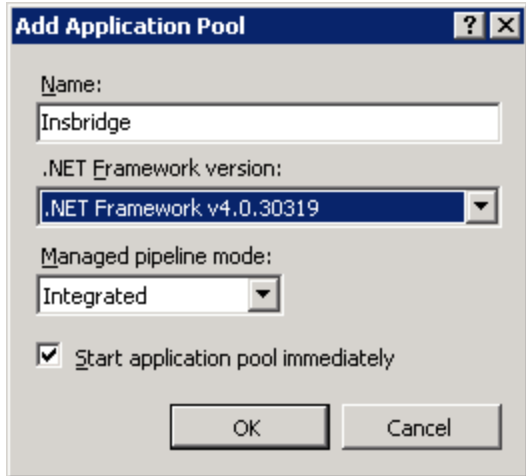 Add Application Pool
Name:
Insbridge
.NET Framework version:
.NET Framework v4.0.30319
Managed pipeline mode:
Integrated
Start application pool immediately
OK Cancel